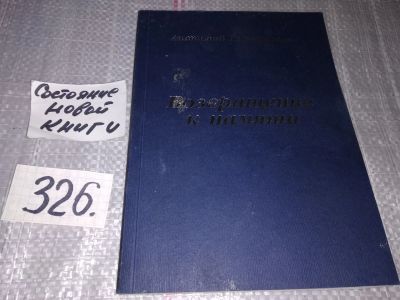 Состояние
новой
книги
326.
Возвращение
к памяти